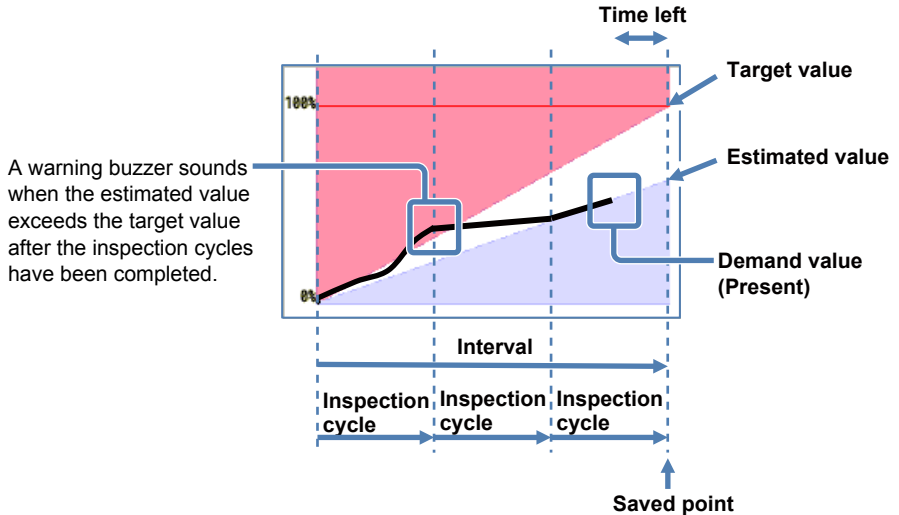 Time left
Target value
100%
A warning buzzer sounds
when the estimated value
exceeds the target value
after the inspection cycles
have been completed.
Estimated value
Demand value
(Present)
0%
Interval
Inspection
cycle
Inspection
cycle
Inspection
cycle
Saved point